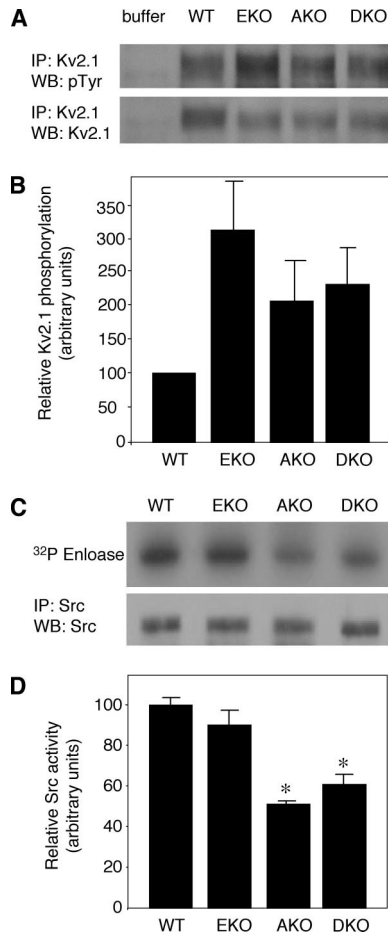 A
buffer WT EKO AKO DKO
IP: Kv2.1
WB: pTyr
IP: Kv2.1
WB: Kv2.1
B
Relative Kv2.1 phosphorylation
(arbitrary units)
350
300
250
200
150
100
50
0
WT EKO AKO DKO
C
WT EKO AKO DKO
³²P Enloase
IP: Src
WB: Src
D
Relative Src activity
(arbitrary units)
100
80
60
40
20
0
* *
WT EKO AKO DKO